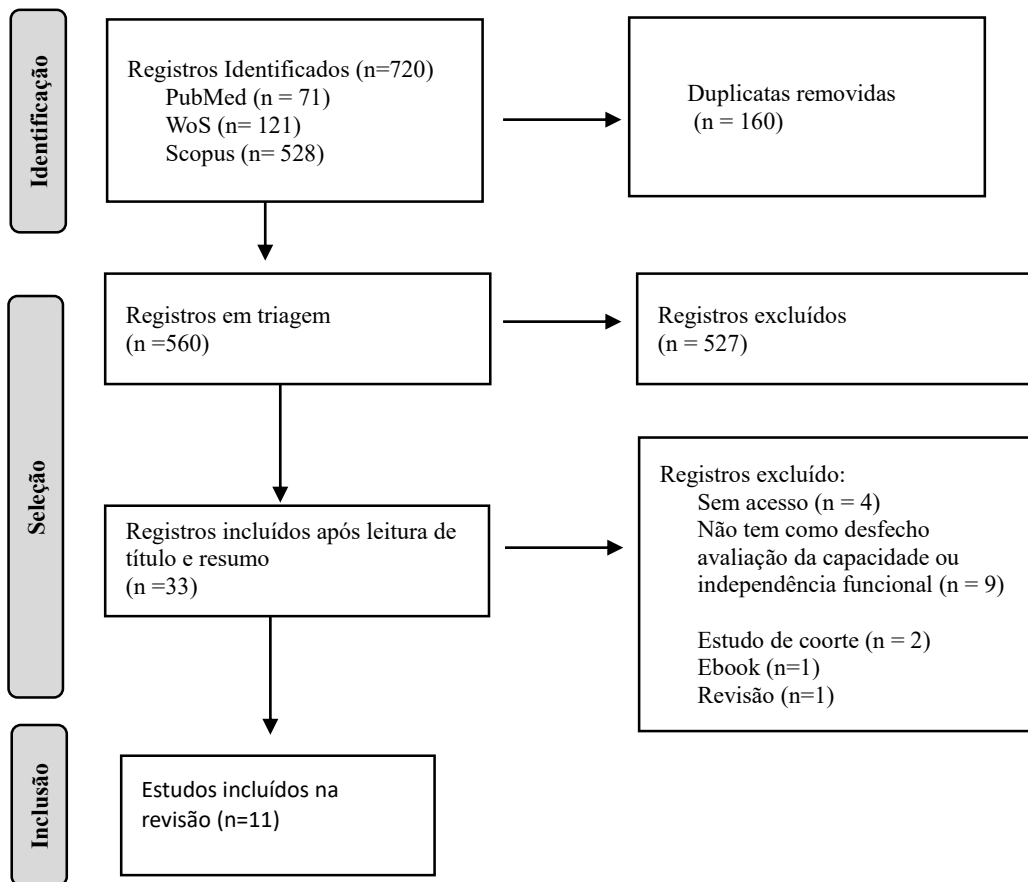 Identificação
Registros Identificados (n=720)
PubMed (n = 71)
WoS (n= 121)
Scopus (n= 528)
Duplicatas removidas
(n = 160)
Seleção
Registros em triagem
(n =560)
Registros excluídos
(n = 527)
Registros incluídos após leitura de
título e resumo
(n =33)
Registros excluído:
Sem acesso (n = 4)
Não tem como desfecho
avaliação da capacidade ou
independência funcional (n = 9)
Estudo de coorte (n = 2)
Ebook (n=1)
Revisão (n=1)
Inclusão
Estudos incluídos na
revisão (n=11)